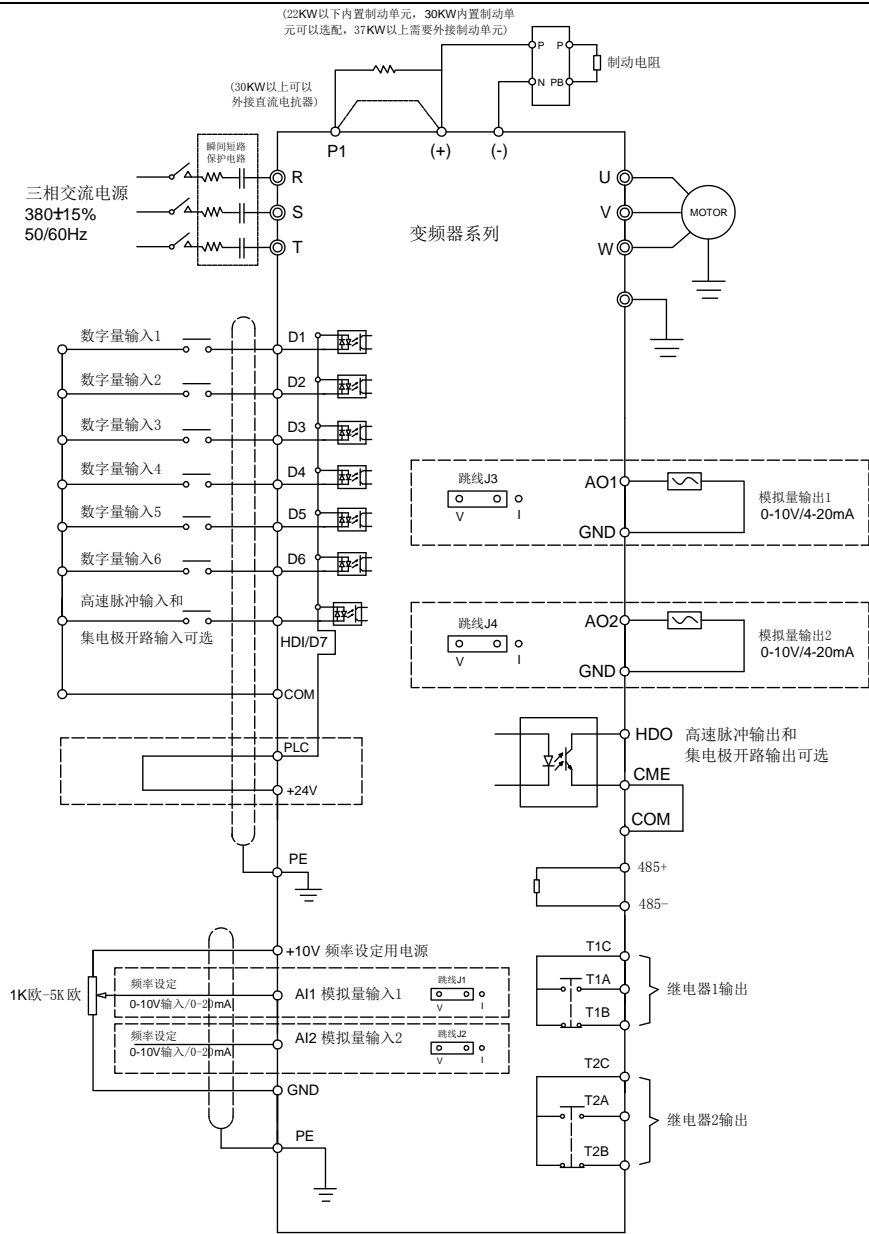 (22KW以下内置制动单元，30KW内置制动单
元可以选配，37KW以上需要外接制动单元)
P P
N PB
制动电阻
(30KW以上可以
外接直流电抗器)
P1
(+)
(-)
瞬间短路
保护电路
三相交流电源
380±15%
50/60Hz
R
S
T
变频器系列
U
V
W
MOTOR
数字量输入1
D1
数字量输入2
D2
数字量输入3
D3
数字量输入4
D4
数字量输入5
D5
数字量输入6
D6
高速脉冲输入和
集电极开路输入可选
HDI/D7
COM
PLC
+24V
PE
跳线J3
V I
AO1
GND
模拟量输出1
0-10V/4-20mA
跳线J4
V I
AO2
GND
模拟量输出2
0-10V/4-20mA
HDO
高速脉冲输出和
集电极开路输出可选
CME
COM
485+
485-
+10V 频率设定用电源
1K欧-5K欧
频率设定
0-10V输入/0-20mA
AI1 模拟量输入1
跳线J1
V I
频率设定
0-10V输入/0-20mA
AI2 模拟量输入2
跳线J2
V I
GND
PE
T1C
T1A
T1B
继电器1输出
T2C
T2A
T2B
继电器2输出